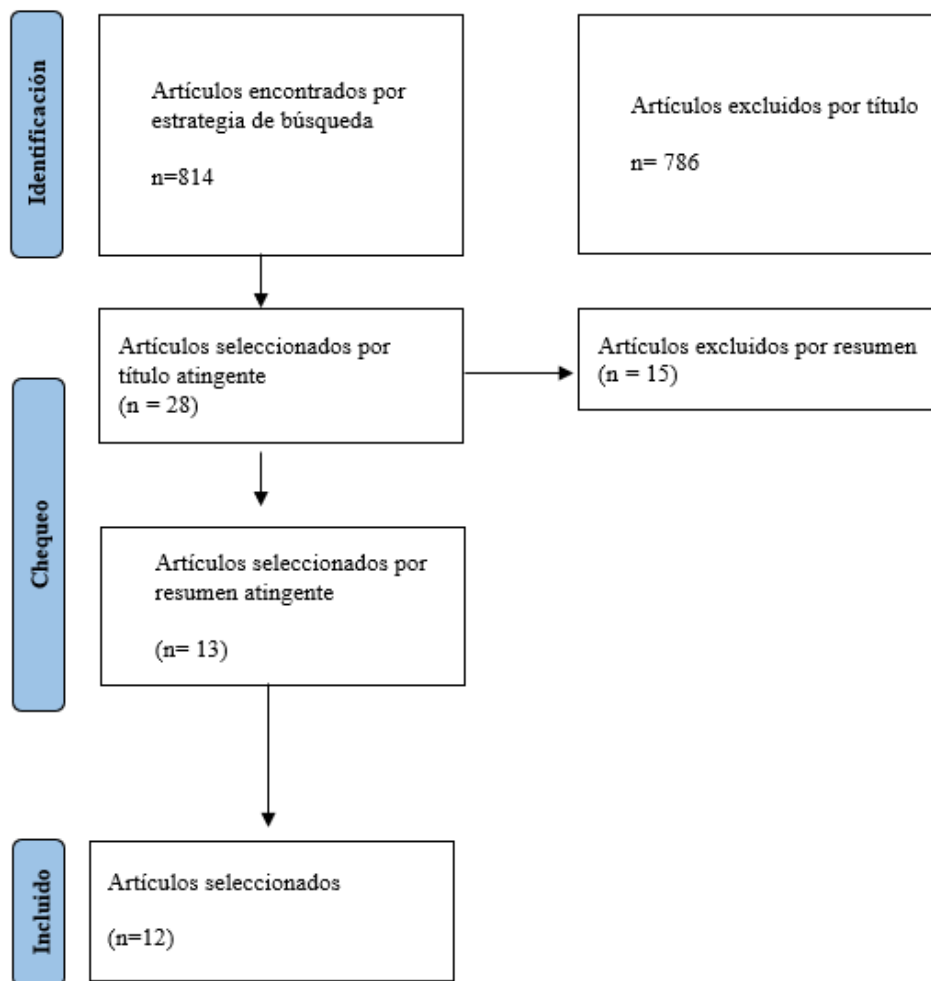 Identificación
Artículos encontrados por
estrategia de búsqueda
n=814
Artículos excluidos por título
n= 786
Chequeo
Artículos seleccionados por
título atingente
(n = 28)
Artículos excluidos por resumen
(n = 15)
Artículos seleccionados por
resumen atingente
(n= 13)
Incluido
Artículos seleccionados
(n=12)